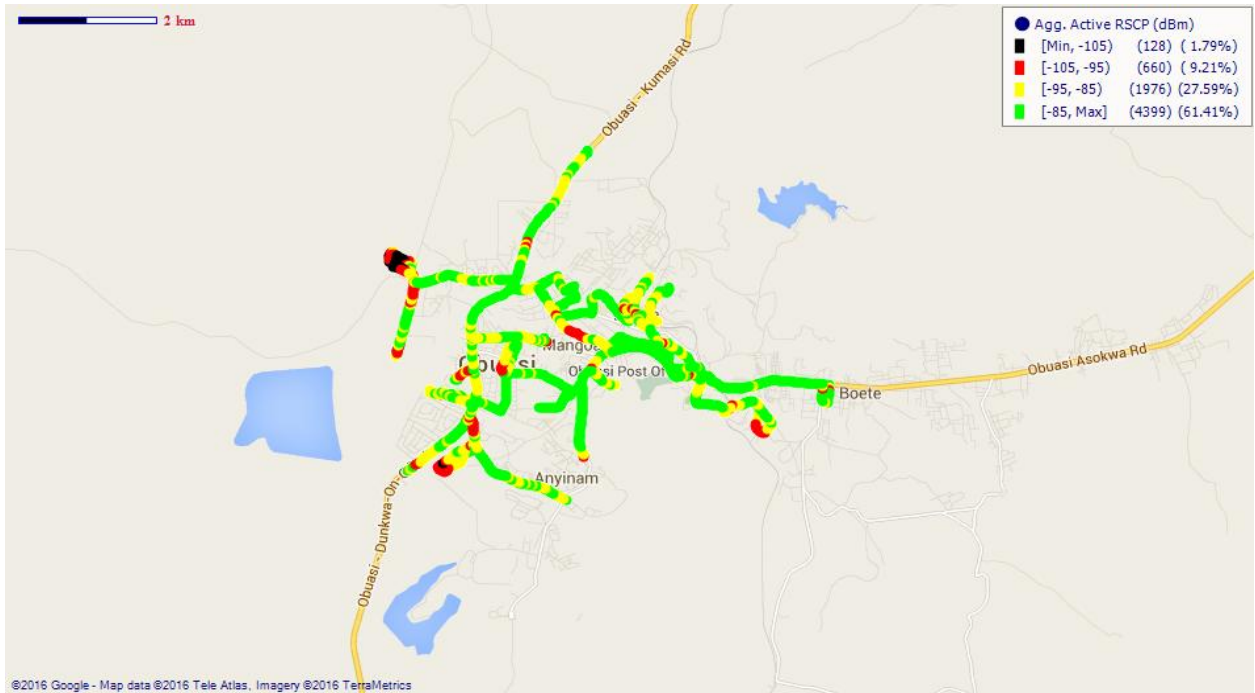 2 km
Agg. Active RSCP (dBm)
[Min, -105) (128) ( 1.79%)
[-105, -95) (660) ( 9.21%)
[-95, -85) (1976) (27.59%)
[-85, Max] (4399) (61.41%)
Obuasi - Kumasi Rd
Obuasi Asokwa Rd
Obuasi
Boete
Anyinam
Obuasi - Dunkwa-On-
©2016 Google - Map data ©2016 Tele Atlas, Imagery ©2016 TerraMetrics